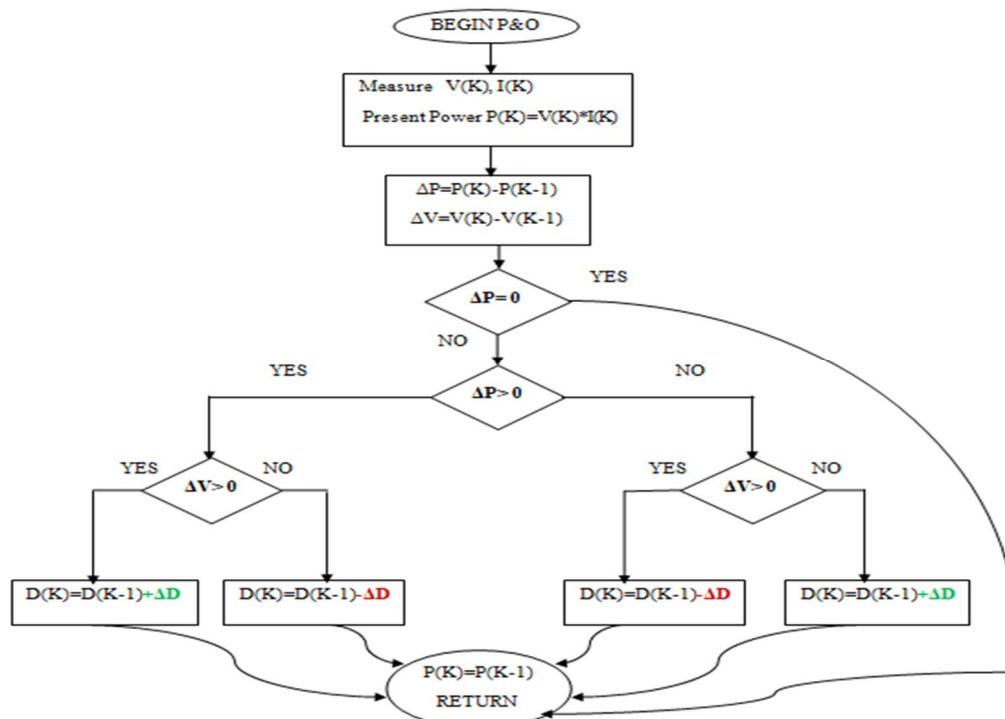 BEGIN P&O
Measure V(K), I(K)
Present Power P(K)=V(K)*I(K)
ΔP=P(K)-P(K-1)
ΔV=V(K)-V(K-1)
ΔP= 0
YES
NO
ΔP> 0
YES
NO
ΔV> 0
YES
NO
ΔV> 0
YES
NO
D(K)=D(K-1)+ΔD
D(K)=D(K-1)-ΔD
D(K)=D(K-1)-ΔD
D(K)=D(K-1)+ΔD
P(K)=P(K-1)
RETURN